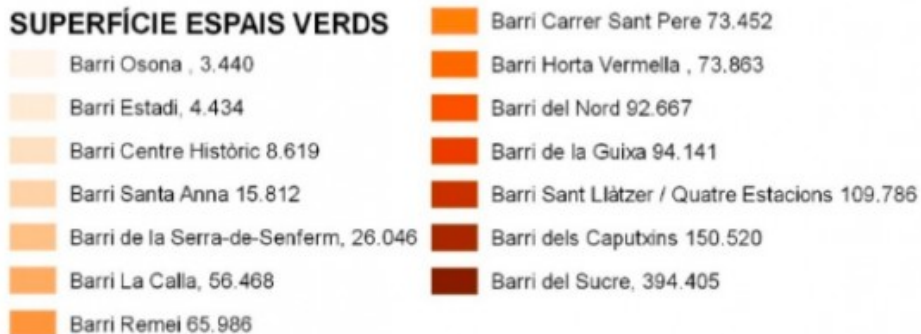 SUPERFÍCIE ESPAIS VERDS
Barri Osona , 3.440
Barri Estadi, 4.434
Barri Centre Històric 8.619
Barri Santa Anna 15.812
Barri de la Serra-de-Senferm, 26.046
Barri La Calla, 56.468
Barri Remei 65.986
Barri Carrer Sant Pere 73.452
Barri Horta Vermella , 73.863
Barri del Nord 92.667
Barri de la Guixa 94.141
Barri Sant Llàtzer / Quatre Estacions 109.786
Barri dels Caputxins 150.520
Barri del Sucre, 394.405